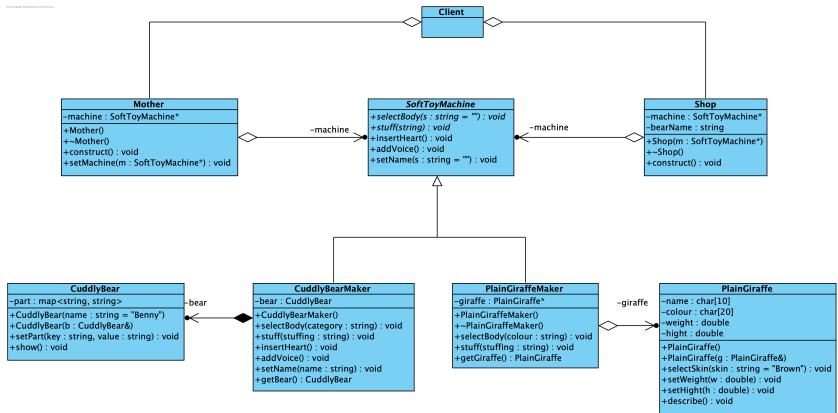 Client
Mother
-machine : SoftToyMachine*
+Mother()
+~Mother()
+construct() : void
+setMachine(m : SoftToyMachine*) : void
-machine
SoftToyMachine
+selectBody(s : string = "") : void
+stuff(string) : void
+insertHeart() : void
+addVoice() : void
+setName(s : string = "") : void
-machine
Shop
-machine : SoftToyMachine*
-bearName : string
+Shop(m : SoftToyMachine*)
+~Shop()
+construct() : void
CuddlyBear
-part : map<string, string>
+CuddlyBear(name : string = "Benny")
+CuddlyBear(b : CuddlyBear&)
+setPart(key : string, value : string) : void
+show() : void
-bear
CuddlyBearMaker
-bear : CuddlyBear
+CuddlyBearMaker()
+selectBody(category : string) : void
+stuff(stuffing : string) : void
+insertHeart() : void
+addVoice() : void
+setName(name : string) : void
+getBear() : CuddlyBear
PlainGiraffeMaker
-giraffe : PlainGiraffe*
+PlainGiraffeMaker()
+~PlainGiraffeMaker()
+selectBody(colour : string) : void
+stuff(stuffing : string) : void
+getGiraffe() : PlainGiraffe
-giraffe
PlainGiraffe
-name : char[10]
-colour : char[20]
-weight : double
-hight : double
+PlainGiraffe()
+PlainGiraffe(g : PlainGiraffe&)
+selectSkin(skin : string = "Brown") : void
+setWeight(w : double) : void
+setHight(h : double) : void
+describe() : void